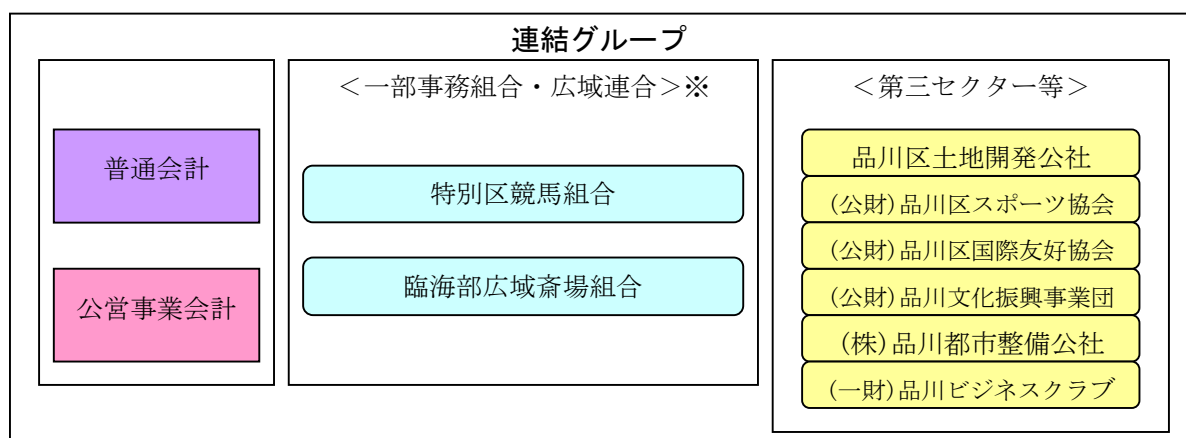 連結グループ
普通会計
公営事業会計
＜一部事務組合・広域連合＞※
特別区競馬組合
臨海部広域斎場組合
＜第三セクター等＞
品川区土地開発公社
(公財)品川区スポーツ協会
(公財)品川区国際友好協会
(公財)品川文化振興事業団
(株)品川都市整備公社
(一財)品川ビジネスクラブ